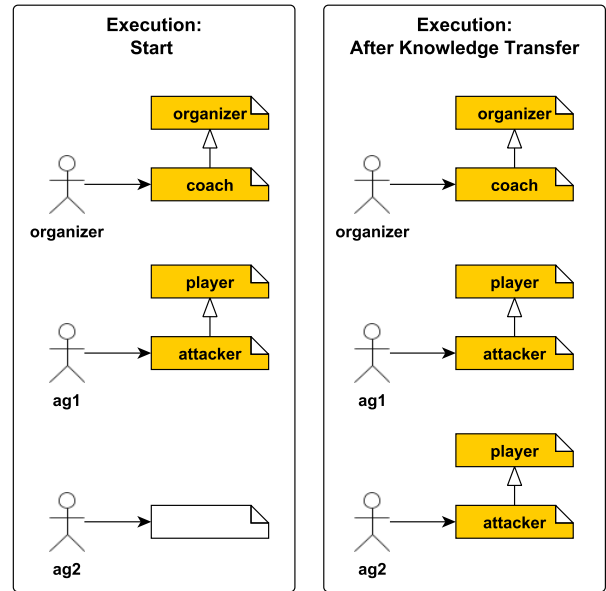 Execution:
Start
organizer
coach
organizer
player
attacker
ag1
ag2
Execution:
After Knowledge Transfer
organizer
coach
organizer
player
attacker
ag1
player
attacker
ag2